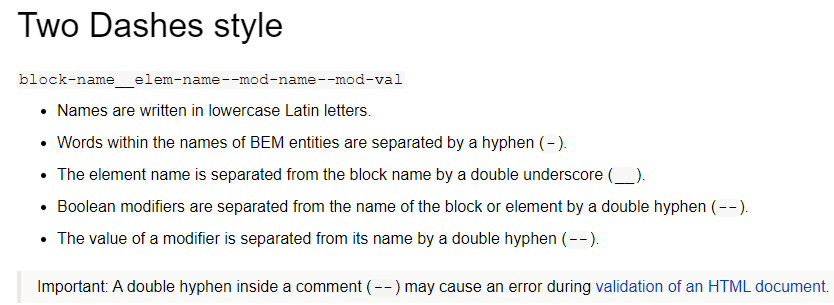 Two Dashes style
block-name__elem-name--mod-name--mod-val
• Names are written in lowercase Latin letters.
• Words within the names of BEM entities are separated by a hyphen (-).
• The element name is separated from the block name by a double underscore (__).
• Boolean modifiers are separated from the name of the block or element by a double hyphen (--).
• The value of a modifier is separated from its name by a double hyphen (--).
Important: A double hyphen inside a comment (--) may cause an error during validation of an HTML document.